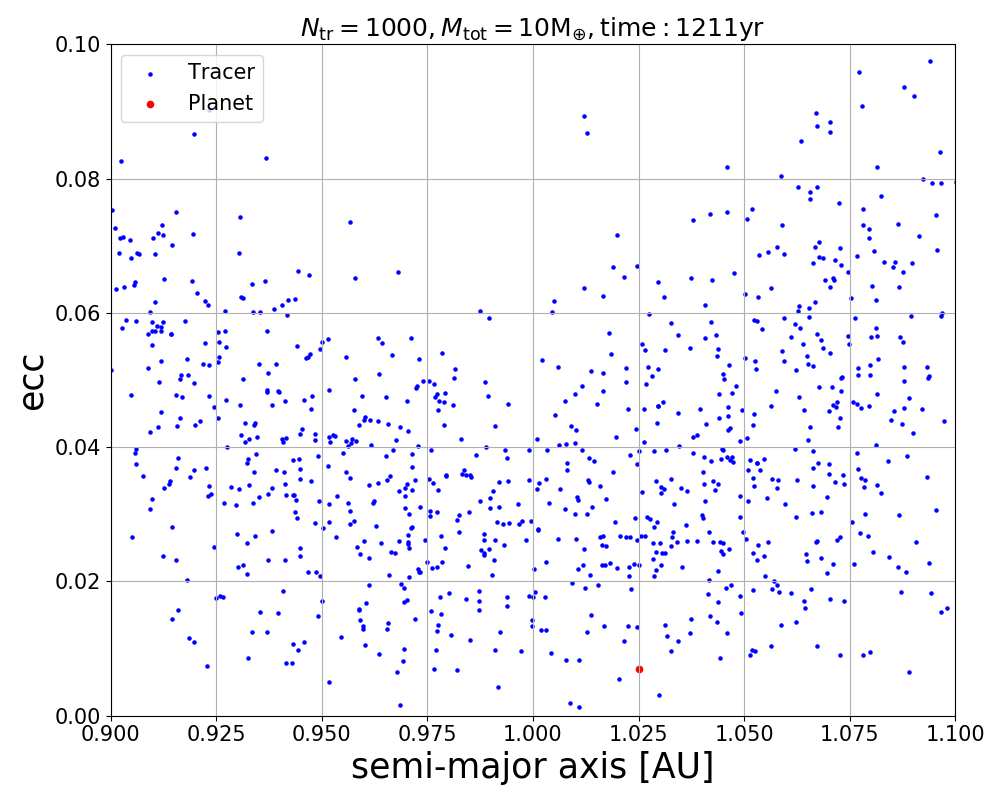 N_tr = 1000, M_tot = 10M_⊕, time : 1211yr
Tracer
Planet
ecc
0.10
0.08
0.06
0.04
0.02
0.00
0.900 0.925 0.950 0.975 1.000 1.025 1.050 1.075 1.100
semi-major axis [AU]